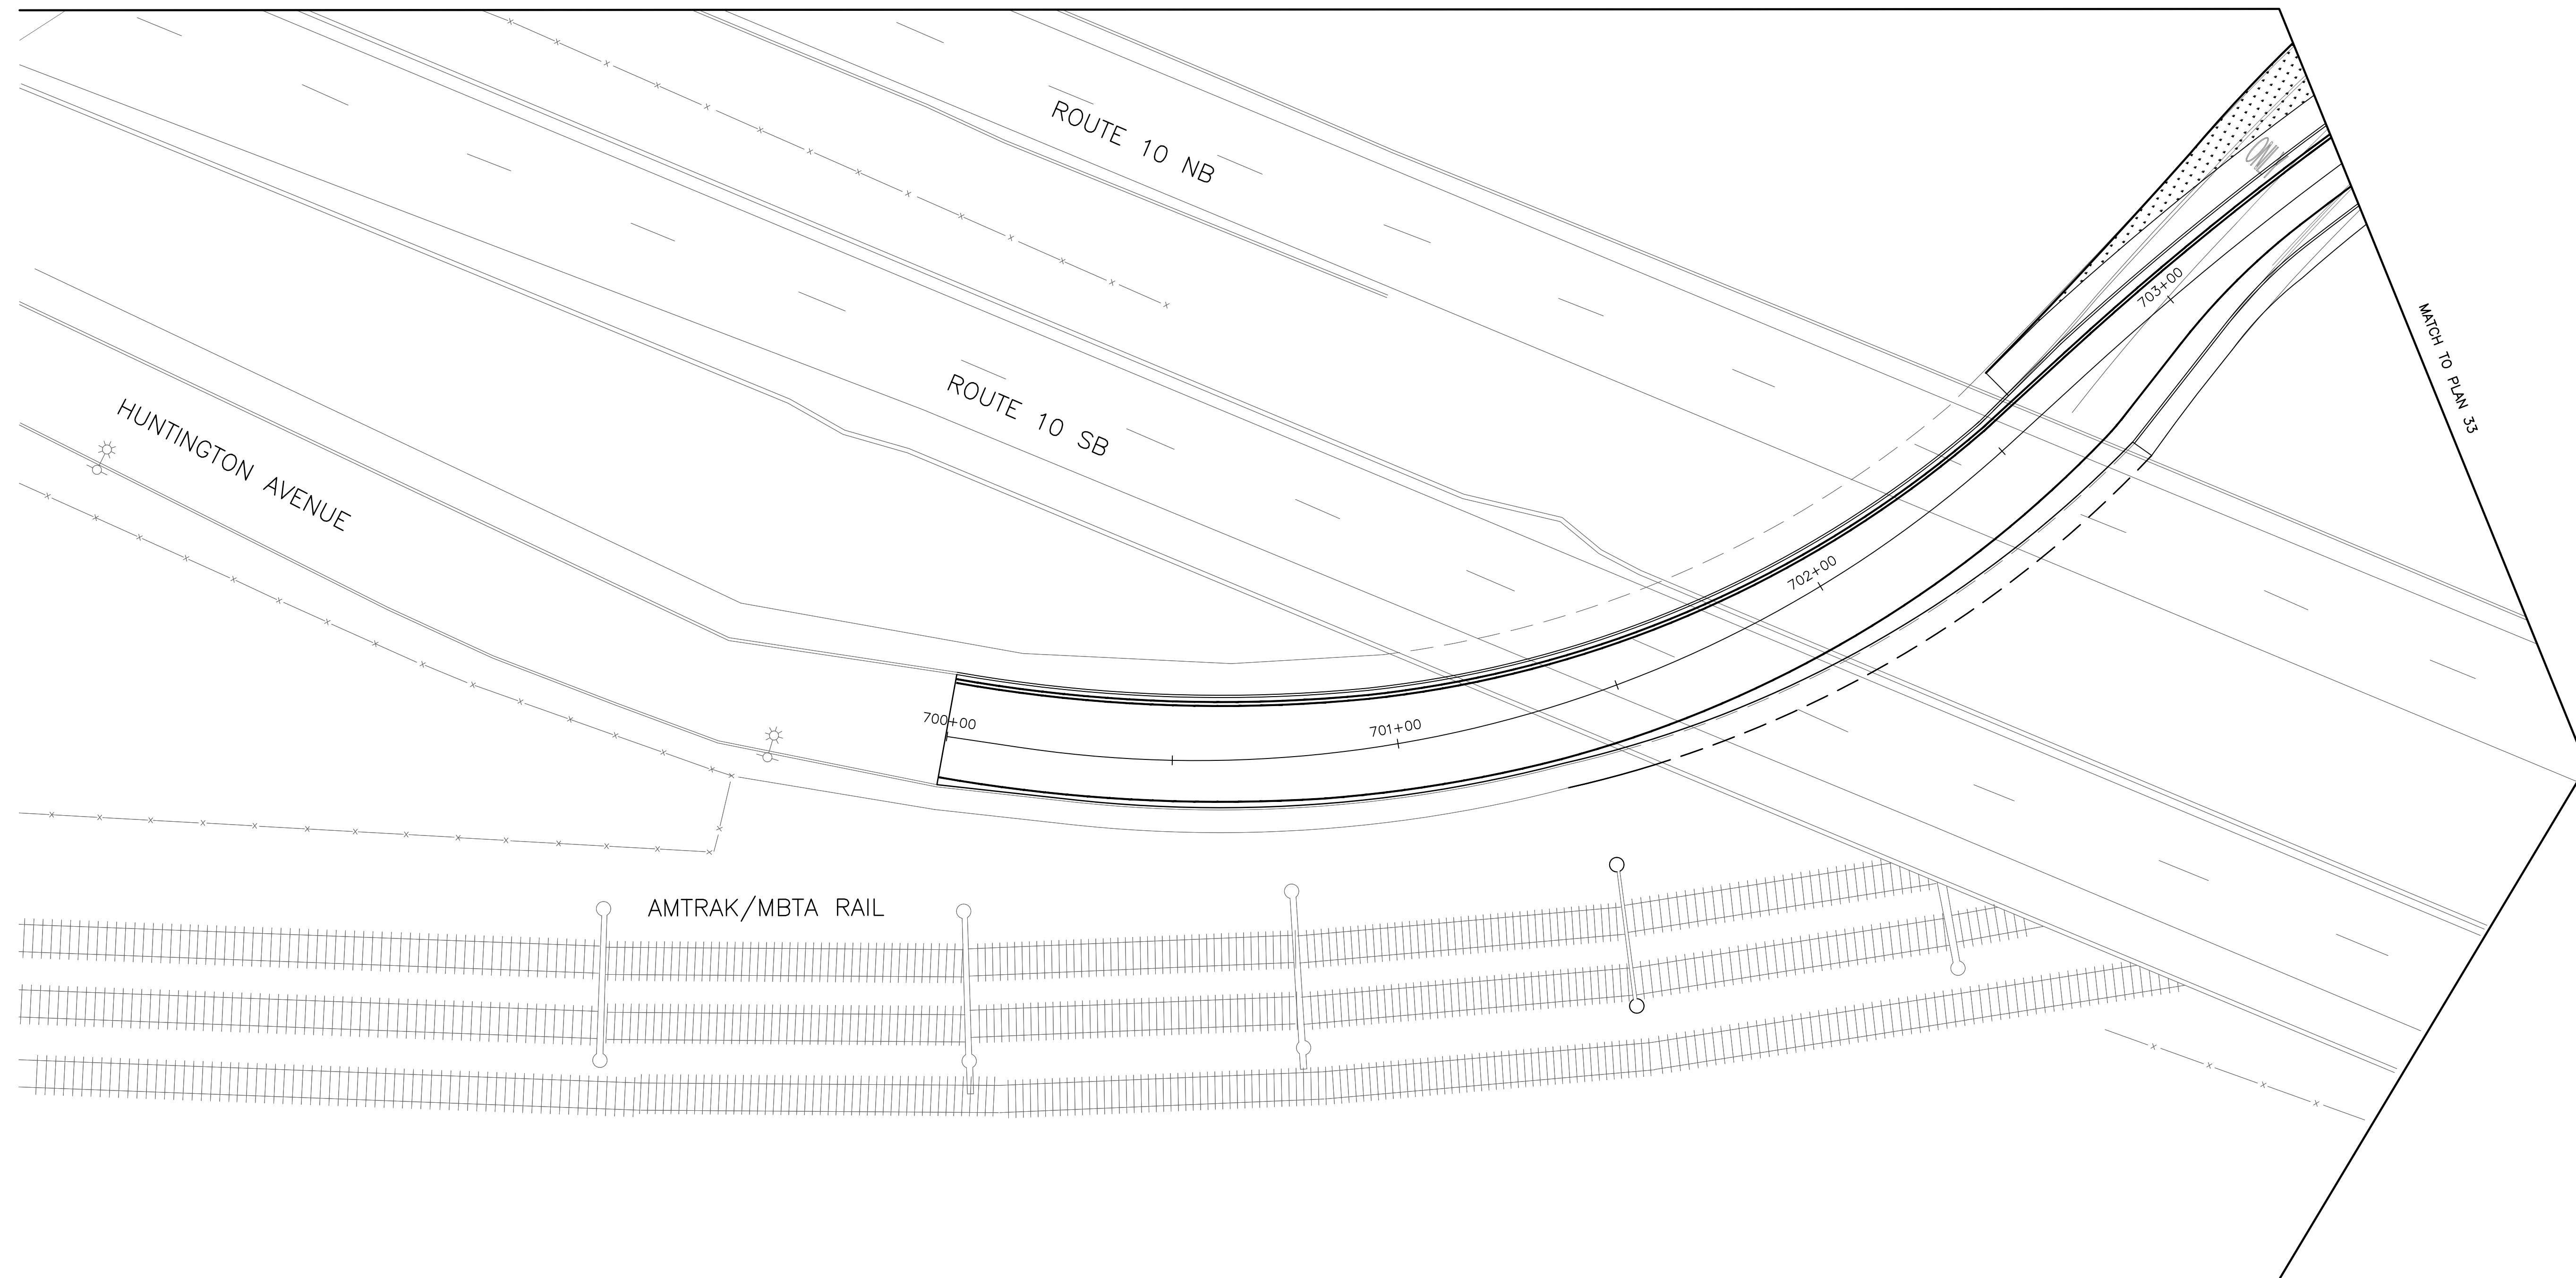 ROUTE 10 NB
ROUTE 10 SB
HUNTINGTON AVENUE
MATCH TO PLAN 33
703+00
702+00
701+00
700+00
AMTRAK/MBTA RAIL